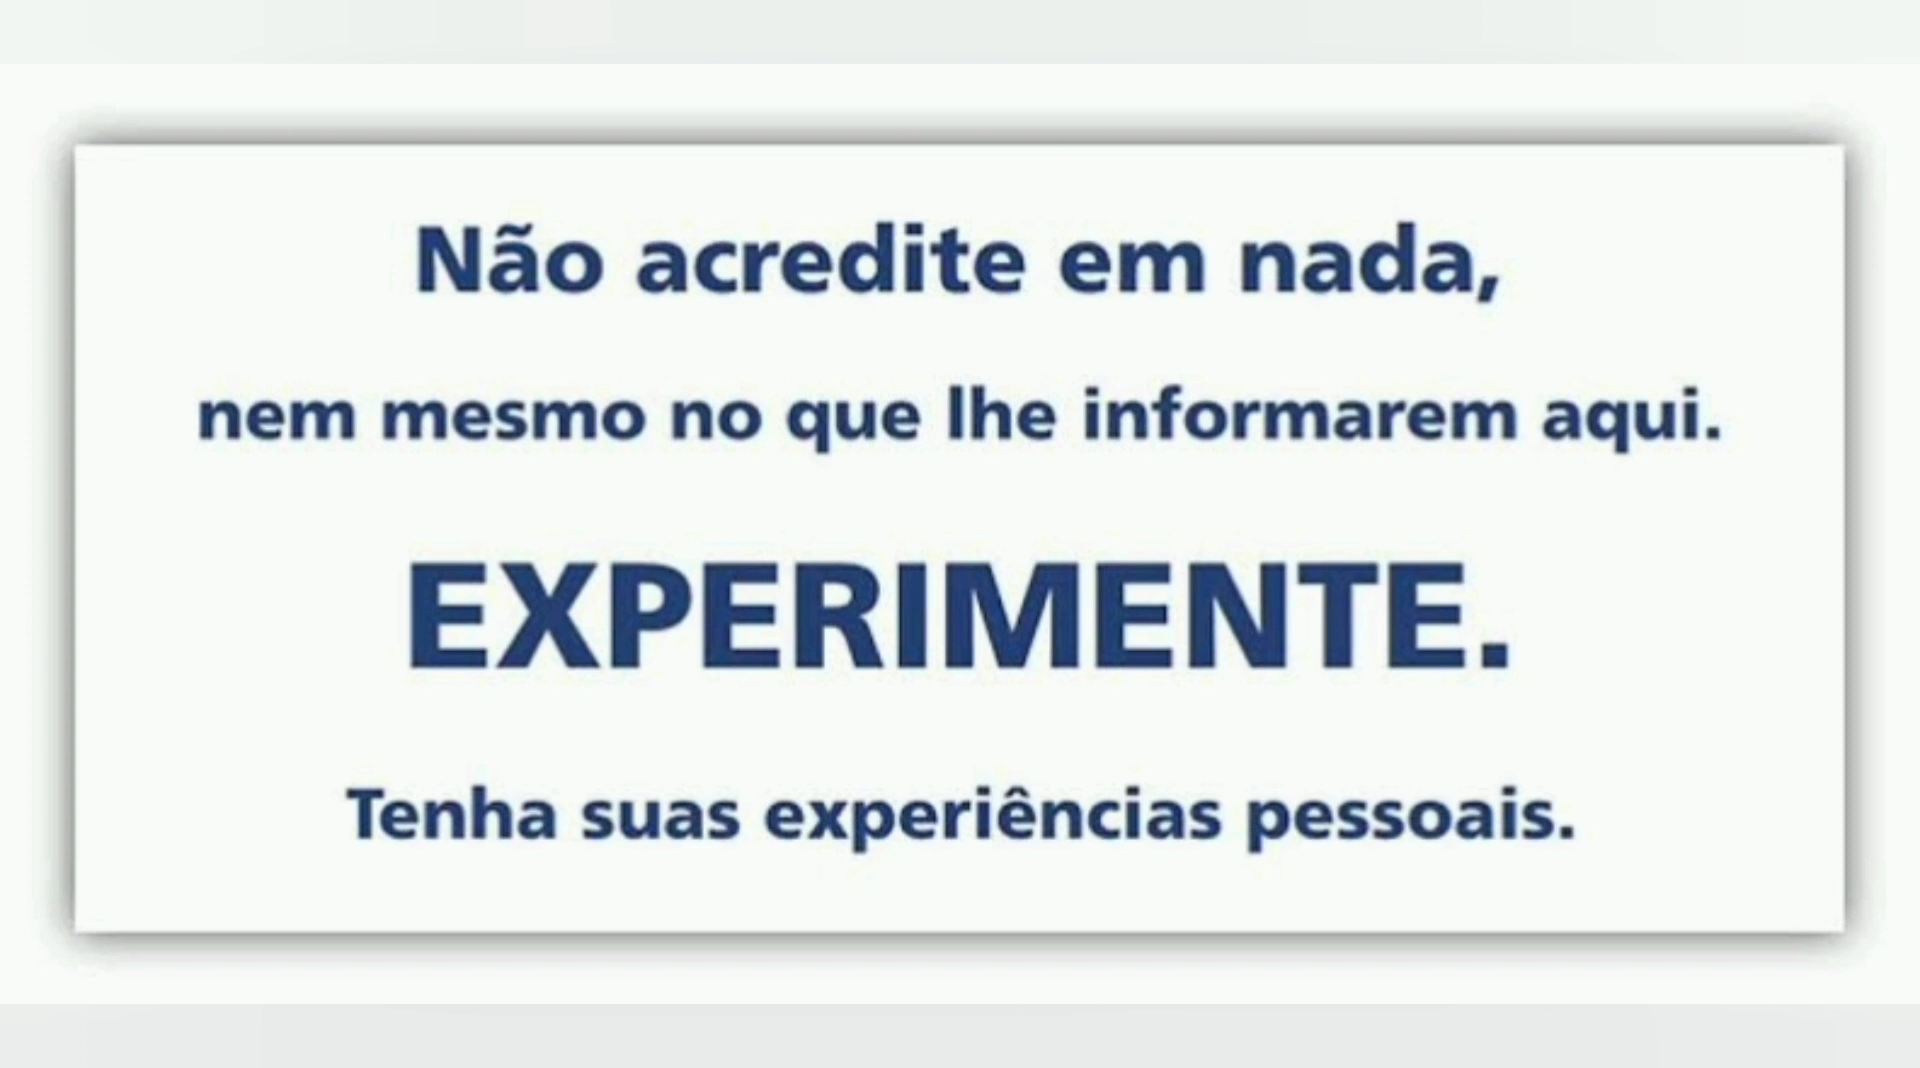 Não acredite em nada,
nem mesmo no que lhe informarem aqui.
EXPERIMENTE.
Tenha suas experiências pessoais.